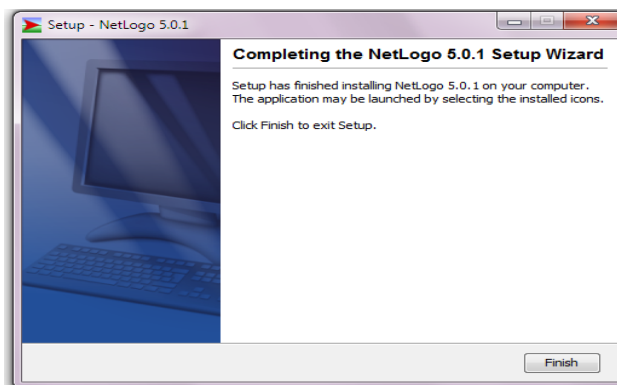 Setup - NetLogo 5.0.1
Completing the NetLogo 5.0.1 Setup Wizard
Setup has finished installing NetLogo 5.0.1 on your computer.
The application may be launched by selecting the installed icons.
Click Finish to exit Setup.
Finish